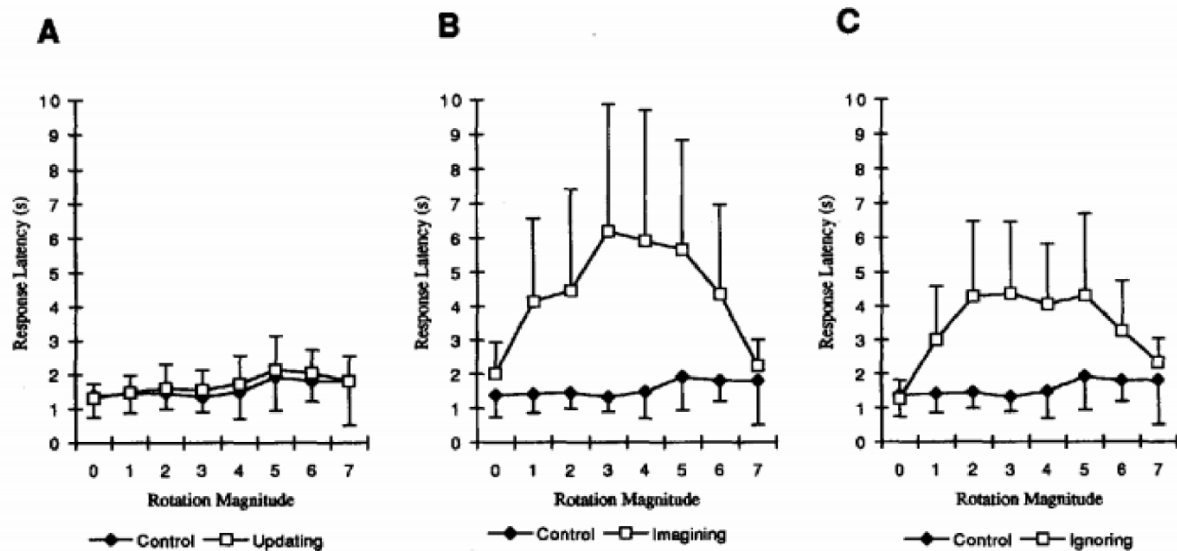 A
B
C
10
9
8
7
6
5
4
3
2
1
0
Response Latency (s)
0 1 2 3 4 5 6 7
Rotation Magnitude
Control Updating
10
9
8
7
6
5
4
3
2
1
0
Response Latency (s)
0 1 2 3 4 5 6 7
Rotation Magnitude
Control Imagining
10
9
8
7
6
5
4
3
2
1
0
Response Latency (s)
0 1 2 3 4 5 6 7
Rotation Magnitude
Control Ignoring